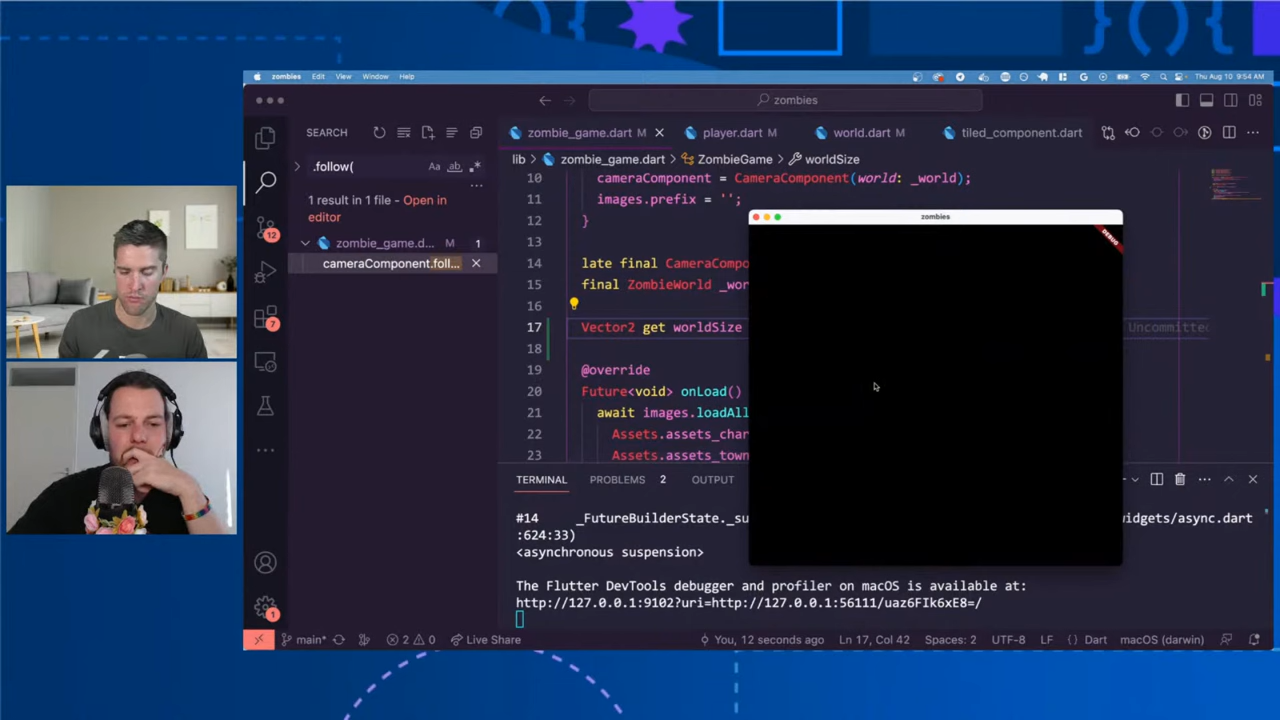 zombies Edit View Window Help
Thu Aug 10 9:54 AM
zombies
SEARCH
zombie_game.dart M
player.dart M
world.dart M
tiled_component.dart
.follow(
Aa ab
lib > zombie_game.dart > ZombieGame > worldSize
1 result in 1 file - Open in
editor
zombie_game.d... M 1
cameraComponent.foll...
10 cameraComponent = CameraComponent(world: _world);
11 images.prefix = '';
12 }
13
14 late final CameraCompo
15 final ZombieWorld _wor
16
17 Vector2 get worldSize
Uncommitte
18
19 @override
20 Future<void> onLoad()
21 await images.loadAll
22 Assets.assets_char
23 Assets.assets_town
zombies
DEBUG
12
7
1
TERMINAL PROBLEMS 2 OUTPUT
#14 _FutureBuilderState._su
idgets/async.dart
:624:33)
<asynchronous suspension>
The Flutter DevTools debugger and profiler on macOS is available at:
http://127.0.0.1:9102?uri=http://127.0.0.1:56111/uaz6FIk6xE8=/
main* 2 0 Live Share You, 12 seconds ago Ln 17, Col 42 Spaces: 2 UTF-8 LF { } Dart macOS (darwin)